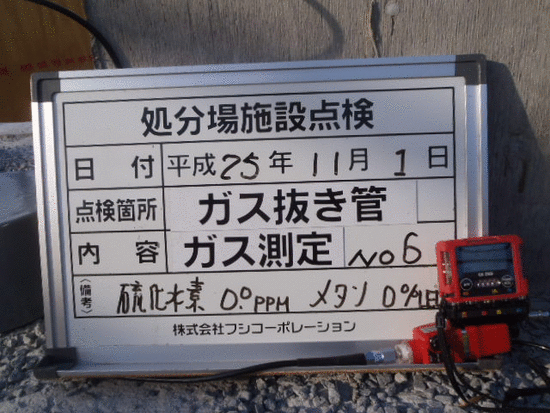 処分場施設点検
日 付 平成25年11月1日
点検箇所 ガス抜き管
内 容 ガス測定 No6
(備考) 硫化水素 0.0PPM メタン 0%
株式会社フジコーポレーション